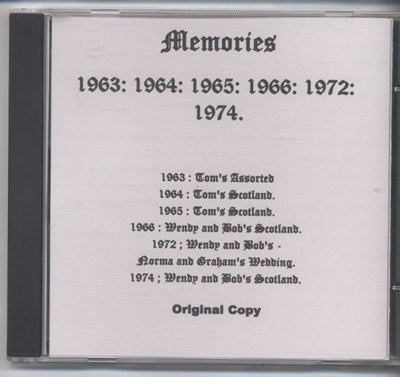 Memories
1963: 1964: 1965: 1966: 1972:
1974.
1963 : Tom's Assorted
1964 : Tom's Scotland.
1965 : Tom's Scotland.
1966 : Wendy and Bob's Scotland.
1972 ; Wendy and Bob's -
Norma and Graham's Wedding.
1974 ; Wendy and Bob's Scotland.
Original Copy